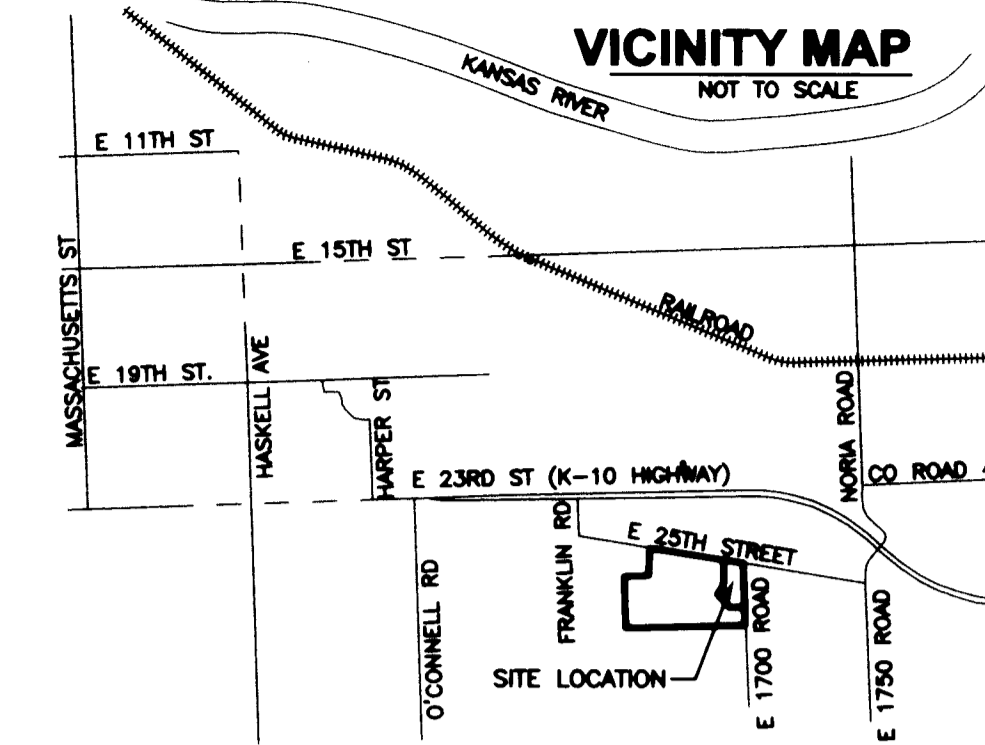 VICINITY MAP
NOT TO SCALE
KANSAS RIVER
E 11TH ST
E 15TH ST
MASSACHUSETTS ST
RAILROAD
E 19TH ST.
HASKELL AVE
HARPER ST
NORIA ROAD
E 23RD ST (K-10 HIGHWAY)
CO ROAD
E 25TH STREET
FRANKLIN RD
O'CONNELL RD
SITE LOCATION
E 1700 ROAD
E 1750 ROAD